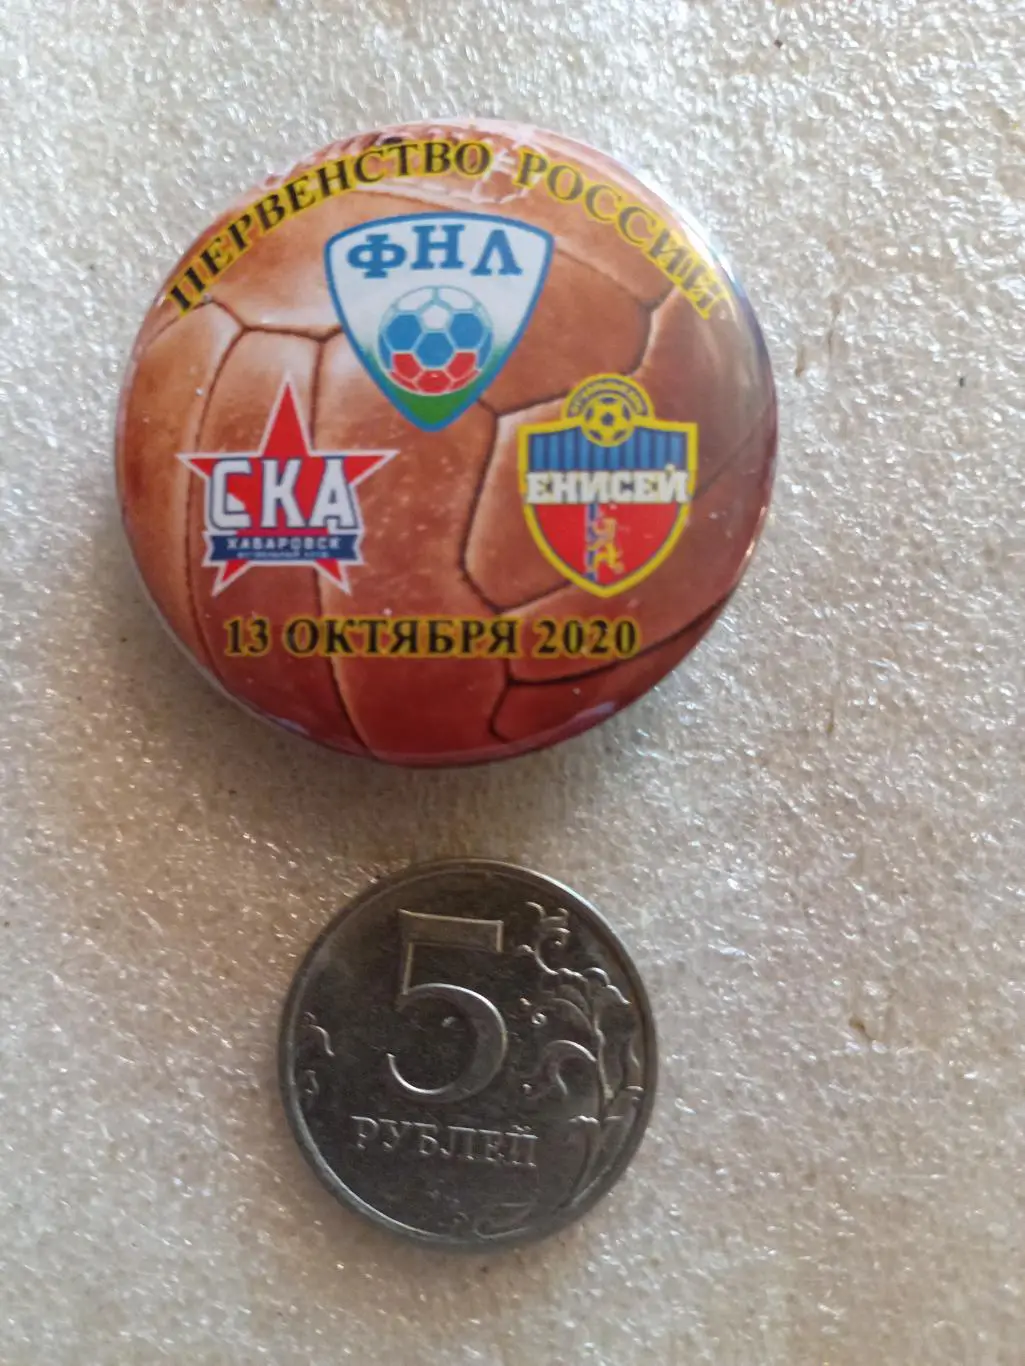 ПЕРВЕНСТВО РОССИИ
ФНЛ
СКА
ХАБАРОВСК
ЕНИСЕЙ
13 ОКТЯБРЯ 2020
5
РУБЛЕЙ